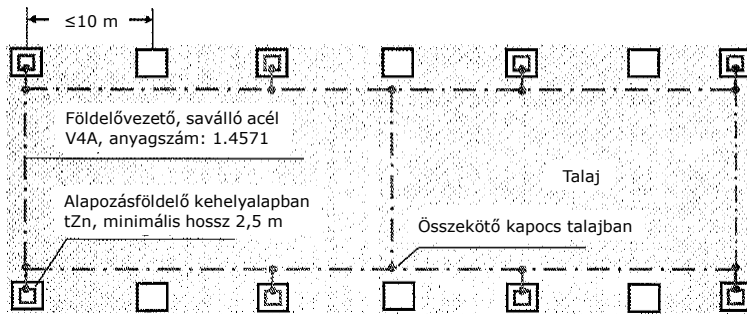 ≤10 m
Földelővezető, saválló acél
V4A, anyagszám: 1.4571
Talaj
Alapozásföldelő kehelyalapban
tZn, minimális hossz 2,5 m
Összekötő kapocs talajban